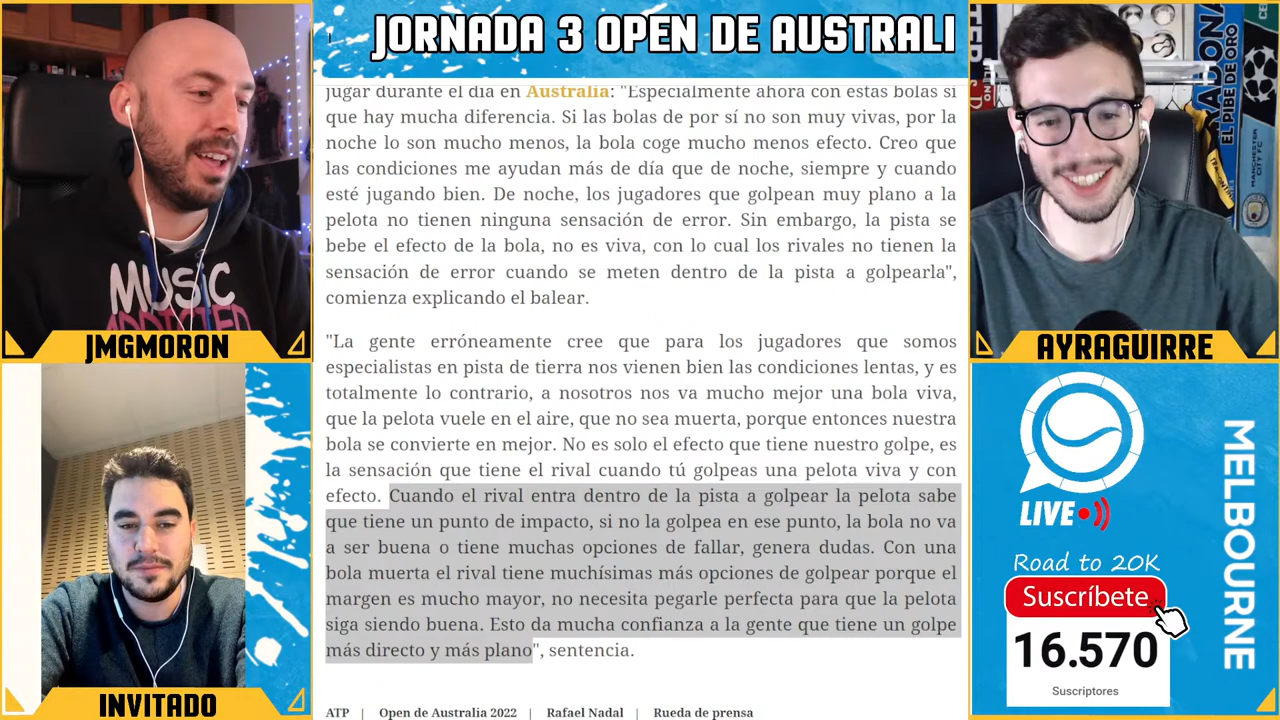 JORNADA 3 OPEN DE AUSTRALI
jugar durante el día en Australia: "Especialmente ahora con estas bolas sí
que hay mucha diferencia. Si las bolas de por sí no son muy vivas, por la
noche lo son mucho menos, la bola coge mucho menos efecto. Creo que
las condiciones me ayudan más de día que de noche, siempre y cuando
esté jugando bien. De noche, los jugadores que golpean muy plano a la
pelota no tienen ninguna sensación de error. Sin embargo, la pista se
bebe el efecto de la bola, no es viva, con lo cual los rivales no tienen la
sensación de error cuando se meten dentro de la pista a golpearla",
comienza explicando el balear.
"La gente erróneamente cree que para los jugadores que somos
especialistas en pista de tierra nos vienen bien las condiciones lentas, y es
totalmente lo contrario, a nosotros nos va mucho mejor una bola viva,
que la pelota vuele en el aire, que no sea muerta, porque entonces nuestra
bola se convierte en mejor. No es solo el efecto que tiene nuestro golpe, es
la sensación que tiene el rival cuando tú golpeas una pelota viva y con
efecto. Cuando el rival entra dentro de la pista a golpear la pelota sabe
que tiene un punto de impacto, si no la golpea en ese punto, la bola no va
a ser buena o tiene muchas opciones de fallar, genera dudas. Con una
bola muerta el rival tiene muchísimas más opciones de golpear porque el
margen es mucho mayor, no necesita pegarle perfecta para que la pelota
siga siendo buena. Esto da mucha confianza a la gente que tiene un golpe
más directo y más plano", sentencia.
ATP | Open de Australia 2022 | Rafael Nadal | Rueda de prensa
MUSIC
ADDICTED
JMGMORON
INVITADO
EL PIBE DE ORO
MANCHESTER
CITY FC
AYRAGUIRRE
LIVE
Road to 20K
Suscríbete
16.570
Suscriptores
MELBOURNE